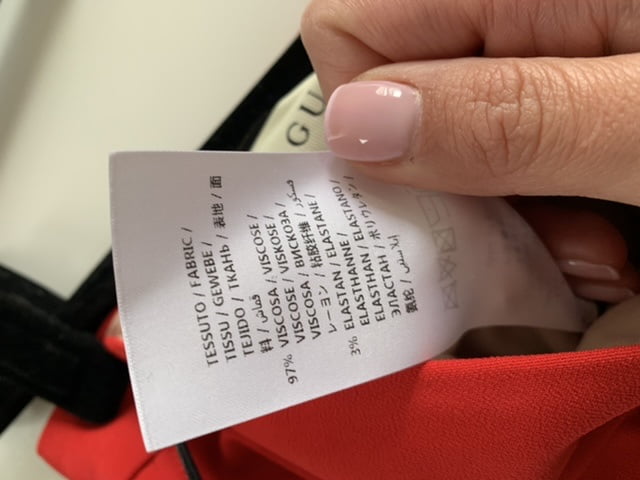 GU
TESSUTO / FABRIC /
TISSU / GEWEBE /
TEJIDO / ТКАНЬ / 表地 / 面
料 / قماش /
97% VISCOSA / VISCOSE /
VISCOSE / VISKOSE /
VISCOSA / ВИСКОЗА /
レーヨン / 粘胶纤维 / فسكوز
3% ELASTAN / ELASTANE /
ELASTHANNE / ELASTANO /
ELASTHAN / ELASTAN /
ЭЛАСТАН / ポリウレタン /
氨纶 / إيلاستين